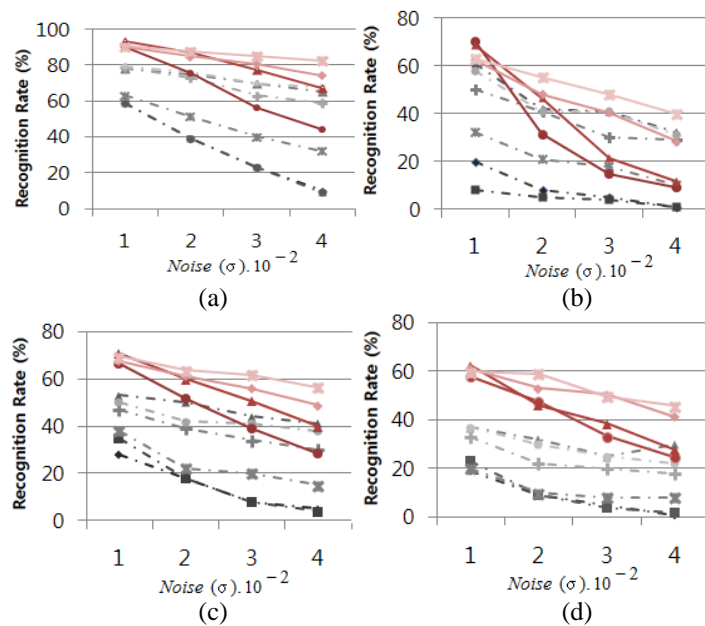 Recognition Rate (%)
100
80
60
40
20
0
1 2 3 4
Noise (σ).10⁻²
(a)
Recognition Rate (%)
80
60
40
20
0
1 2 3 4
Noise (σ).10⁻²
(b)
Recognition Rate (%)
80
60
40
20
0
1 2 3 4
Noise (σ).10⁻²
(c)
Recognition Rate (%)
80
60
40
20
0
1 2 3 4
Noise (σ).10⁻²
(d)